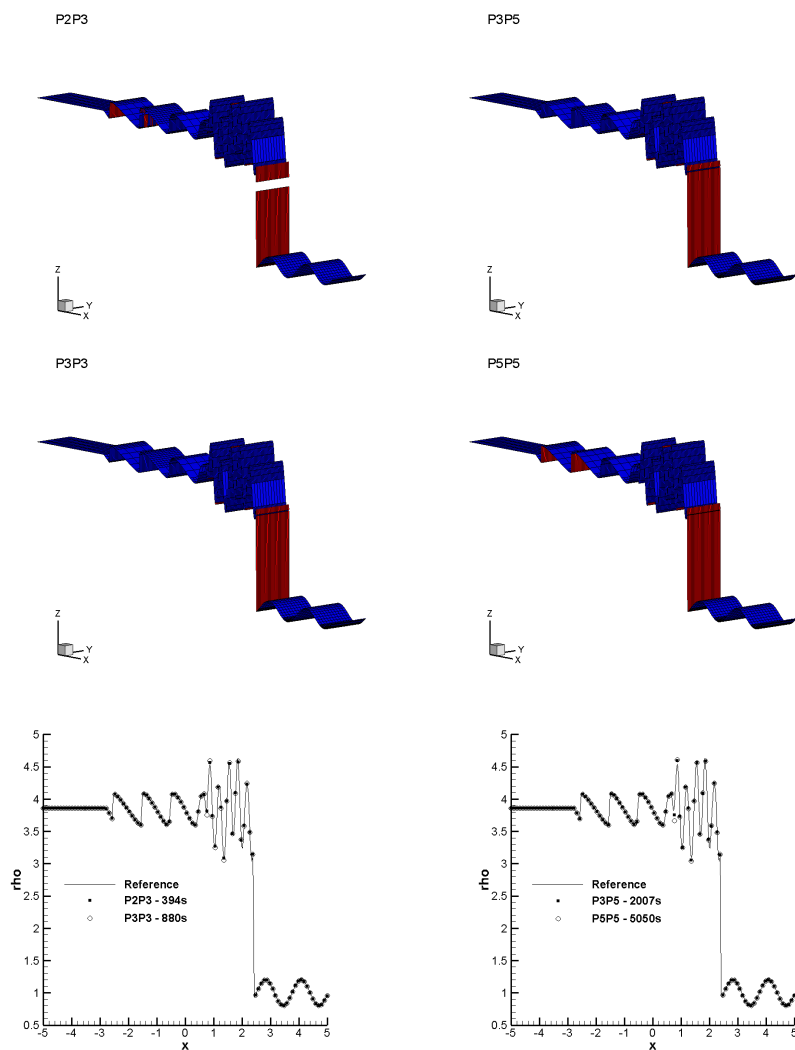 P2P3
P3P5
Z
Y
X
Z
Y
X
P3P3
P5P5
Z
Y
X
Z
Y
X
rho
5
4.5
4
3.5
3
2.5
2
1.5
1
0.5
Reference
P2P3 - 394s
P3P3 - 880s
-5 -4 -3 -2 -1 0 1 2 3 4 5
x
rho
5
4.5
4
3.5
3
2.5
2
1.5
1
0.5
Reference
P3P5 - 2007s
P5P5 - 5050s
-5 -4 -3 -2 -1 0 1 2 3 4 5
x